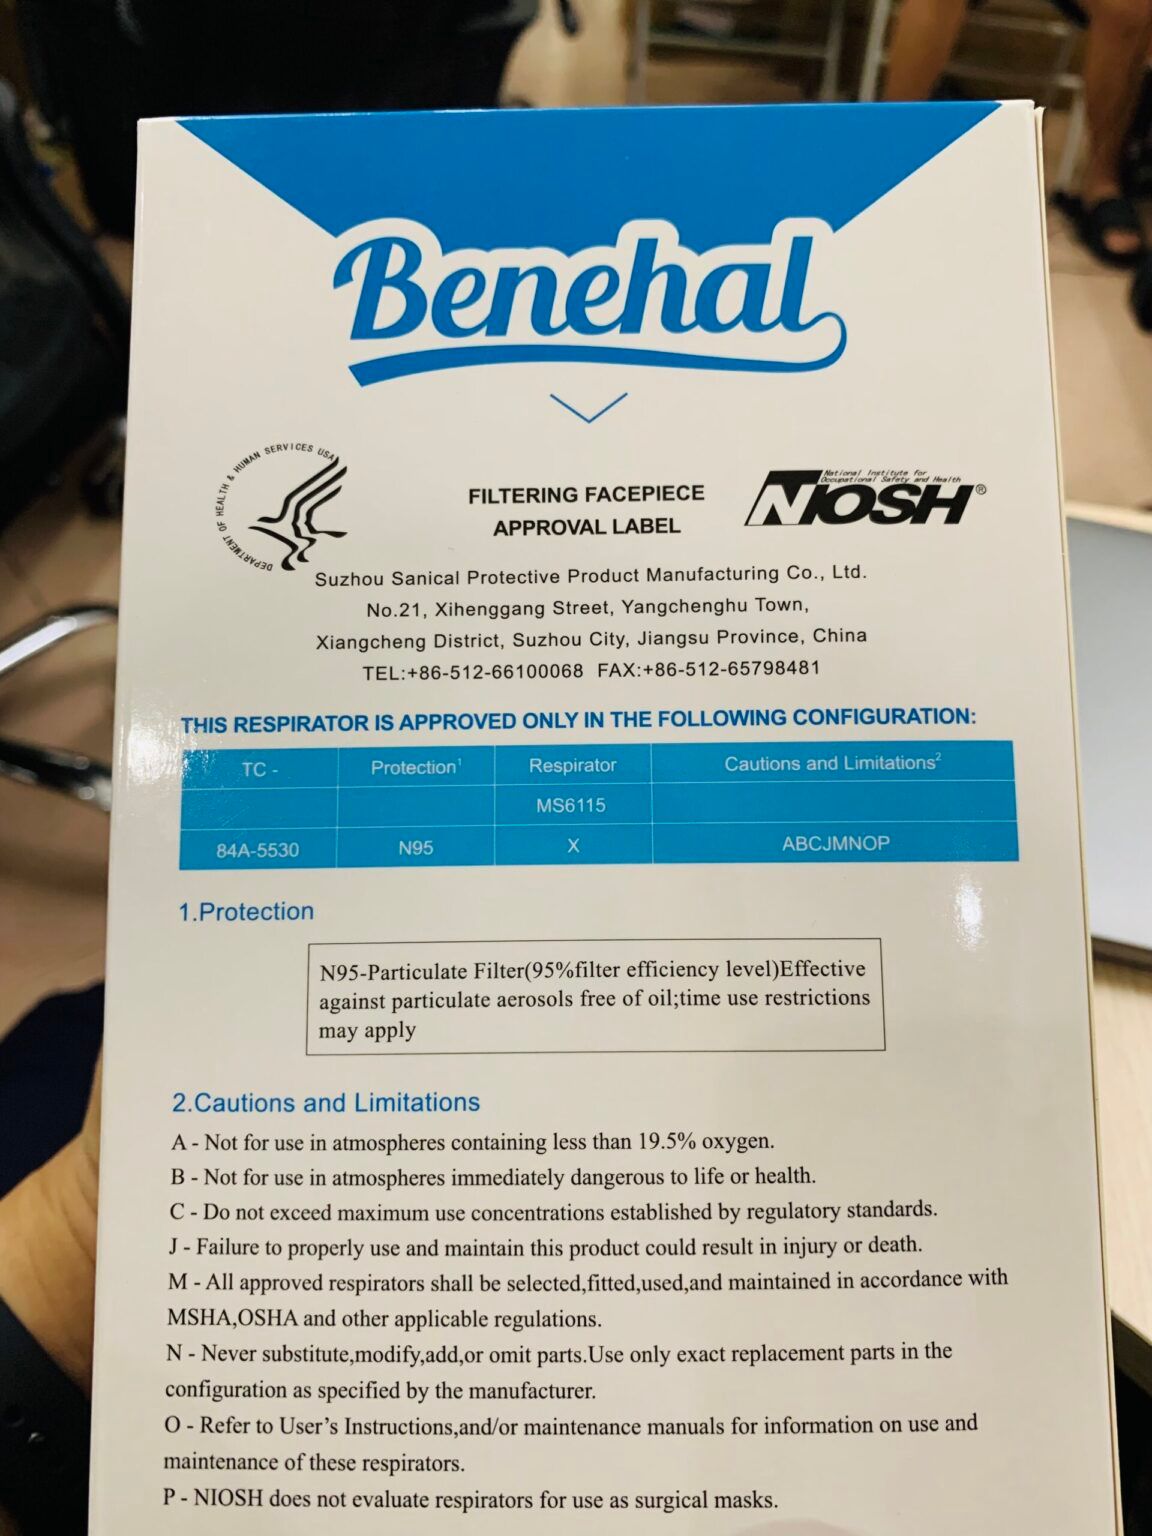 Benehal
DEPARTMENT OF HEALTH & HUMAN SERVICES USA
FILTERING FACEPIECE
APPROVAL LABEL
National Institute for
Occupational Safety and Health
NIOSH®
Suzhou Sanical Protective Product Manufacturing Co., Ltd.
No.21, Xihenggang Street, Yangchenghu Town,
Xiangcheng District, Suzhou City, Jiangsu Province, China
TEL:+86-512-66100068 FAX:+86-512-65798481
THIS RESPIRATOR IS APPROVED ONLY IN THE FOLLOWING CONFIGURATION:
TC - Protection¹ Respirator Cautions and Limitations²
MS6115
84A-5530 N95 X ABCJMNOP
1.Protection
N95-Particulate Filter(95%filter efficiency level)Effective
against particulate aerosols free of oil;time use restrictions
may apply
2.Cautions and Limitations
A - Not for use in atmospheres containing less than 19.5% oxygen.
B - Not for use in atmospheres immediately dangerous to life or health.
C - Do not exceed maximum use concentrations established by regulatory standards.
J - Failure to properly use and maintain this product could result in injury or death.
M - All approved respirators shall be selected,fitted,used,and maintained in accordance with
MSHA,OSHA and other applicable regulations.
N - Never substitute,modify,add,or omit parts.Use only exact replacement parts in the
configuration as specified by the manufacturer.
O - Refer to User's Instructions,and/or maintenance manuals for information on use and
maintenance of these respirators.
P - NIOSH does not evaluate respirators for use as surgical masks.